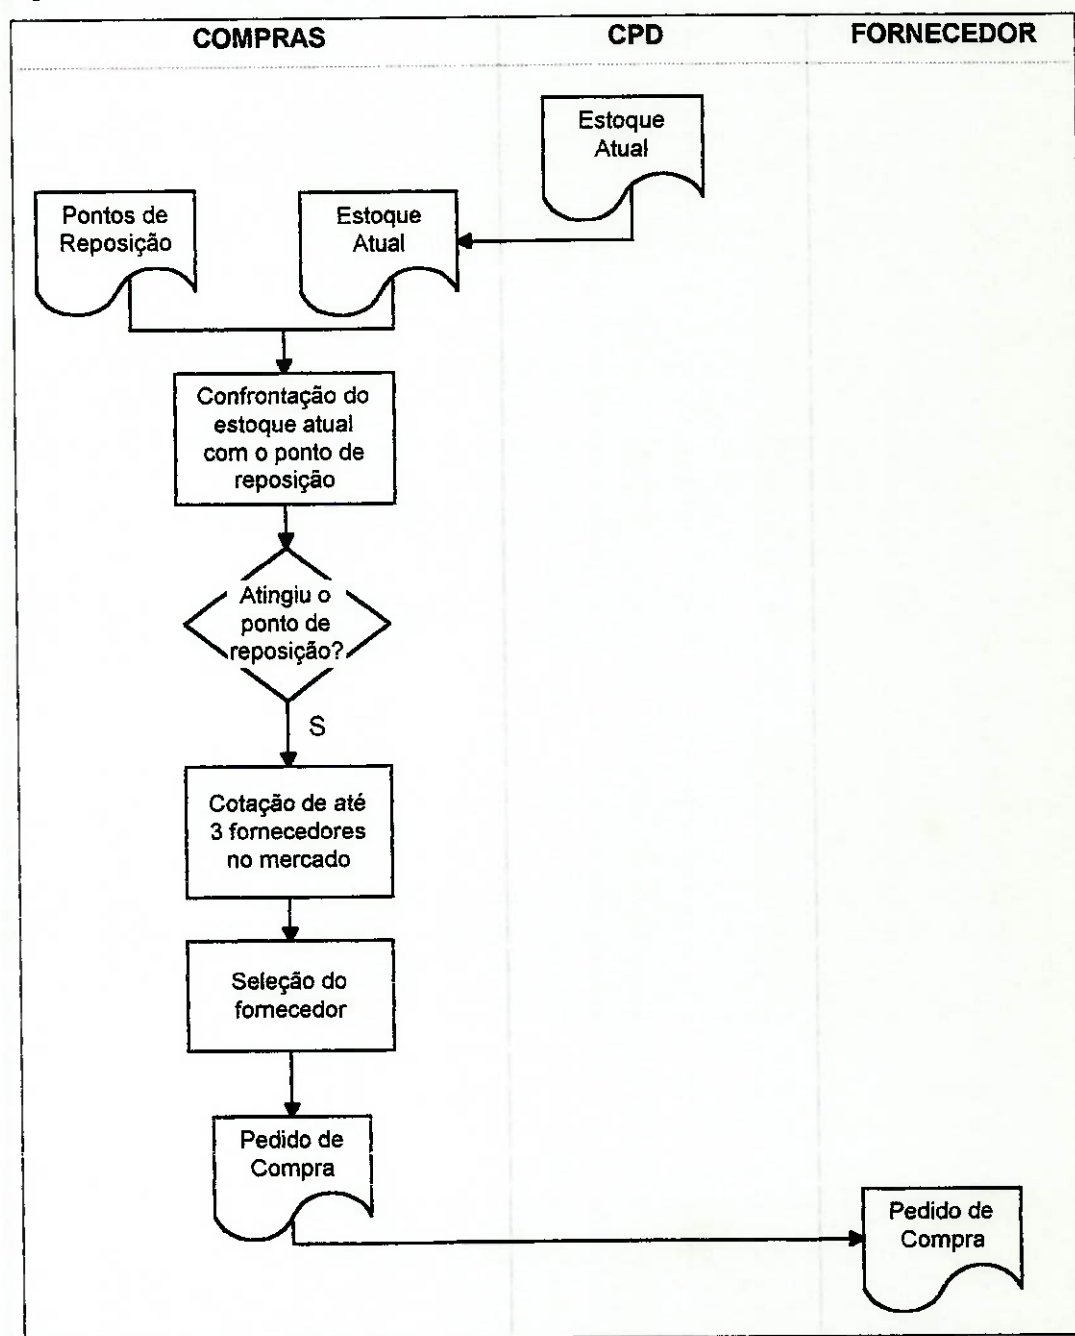 COMPRAS
CPD
FORNECEDOR
Estoque
Atual
Pontos de
Reposição
Estoque
Atual
Confrontação do
estoque atual
com o ponto de
reposição
Atingiu o
ponto de
reposição?
S
Cotação de até
3 fornecedores
no mercado
Seleção do
fornecedor
Pedido de
Compra
Pedido de
Compra